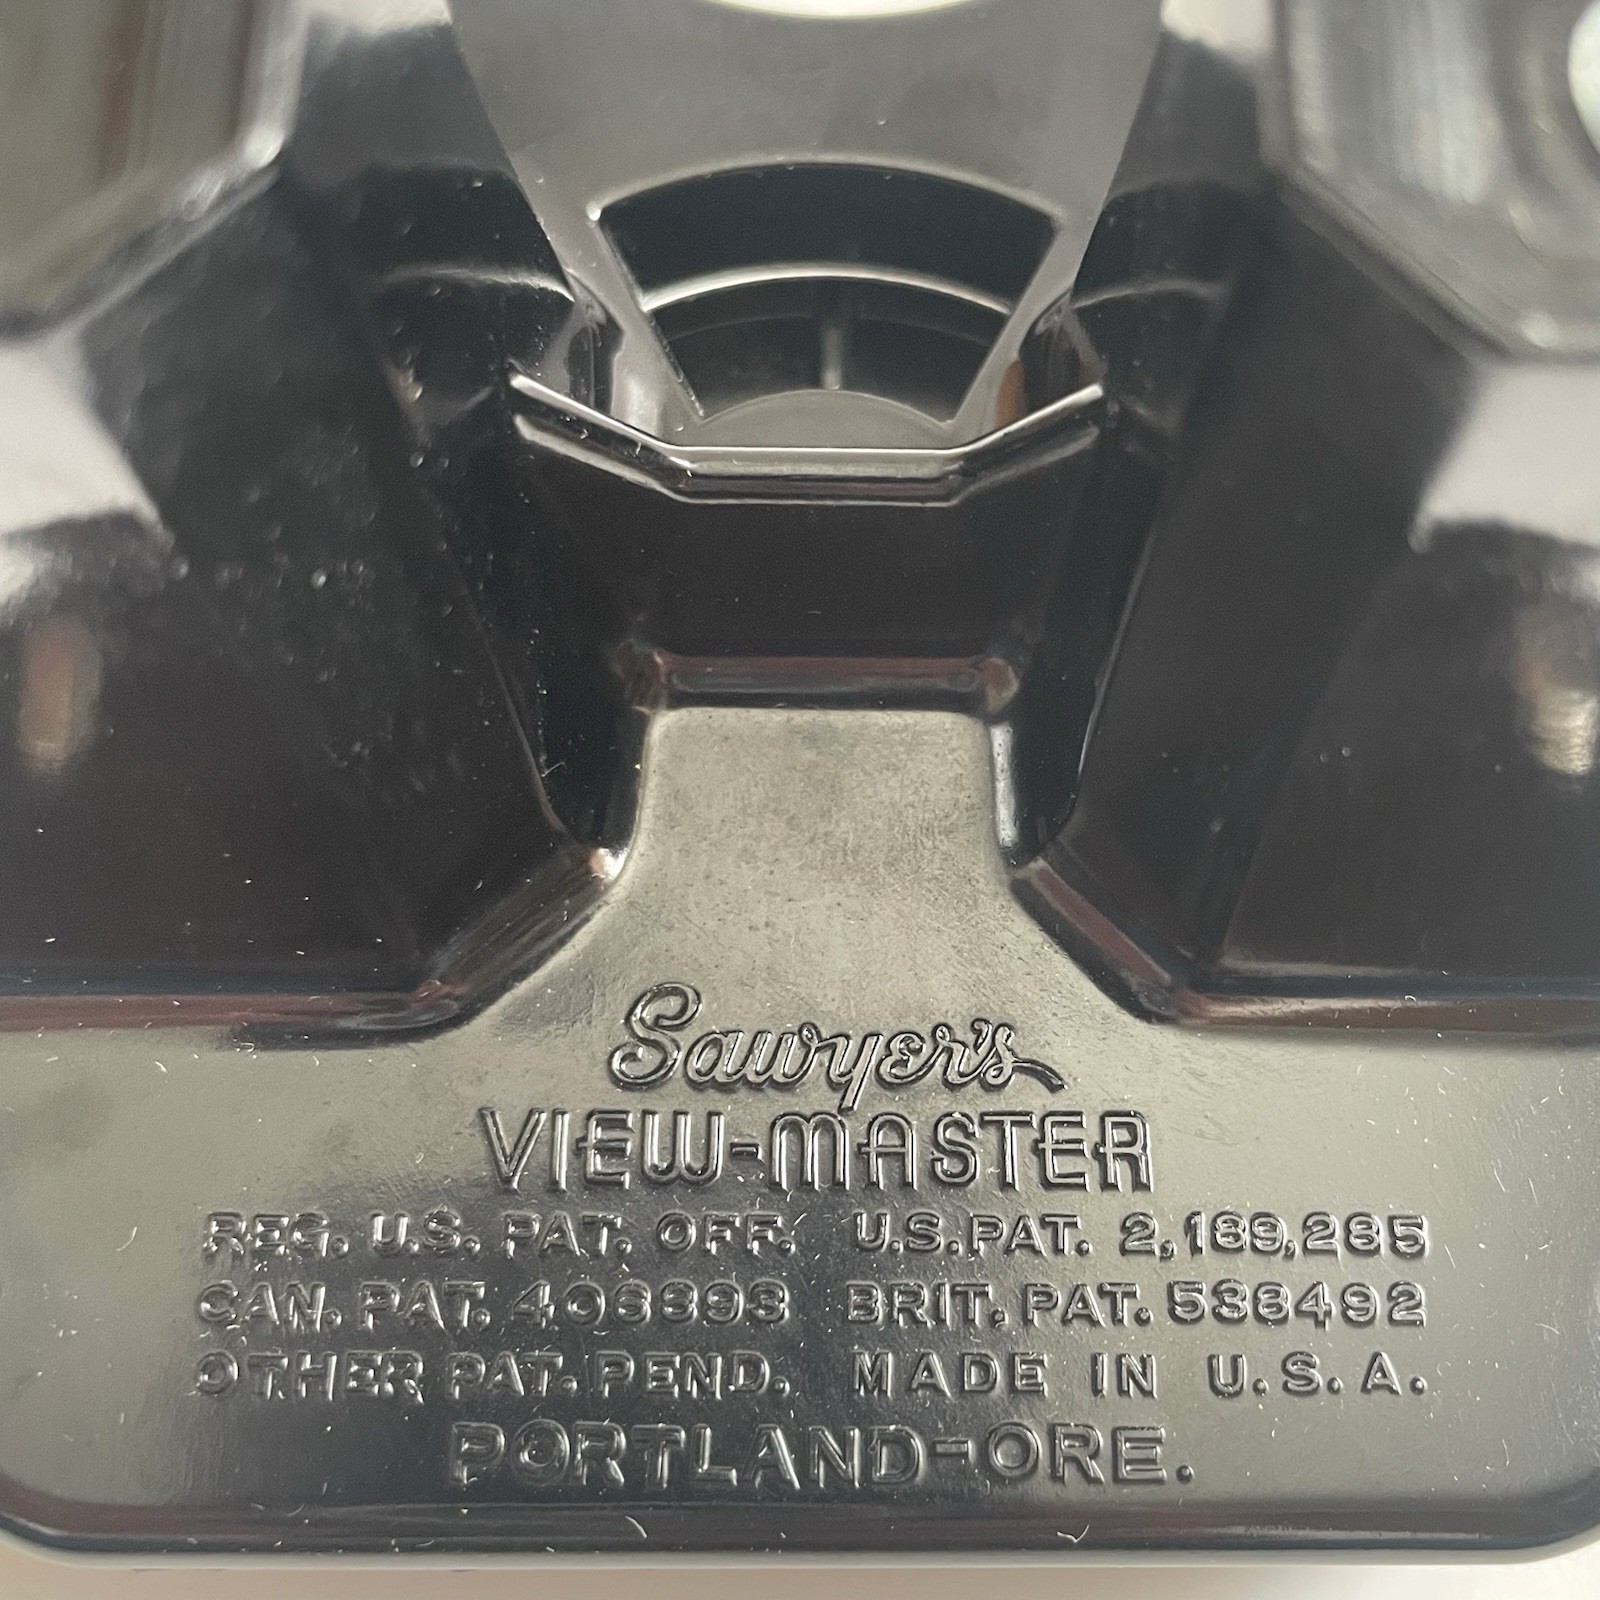 Sawyer's
VIEW-MASTER
REG. U.S. PAT. OFF. U.S. PAT. 2,189,285
CAN. PAT. 406893 BRIT. PAT. 538492
OTHER PAT. PEND. MADE IN U.S.A.
PORTLAND-ORE.